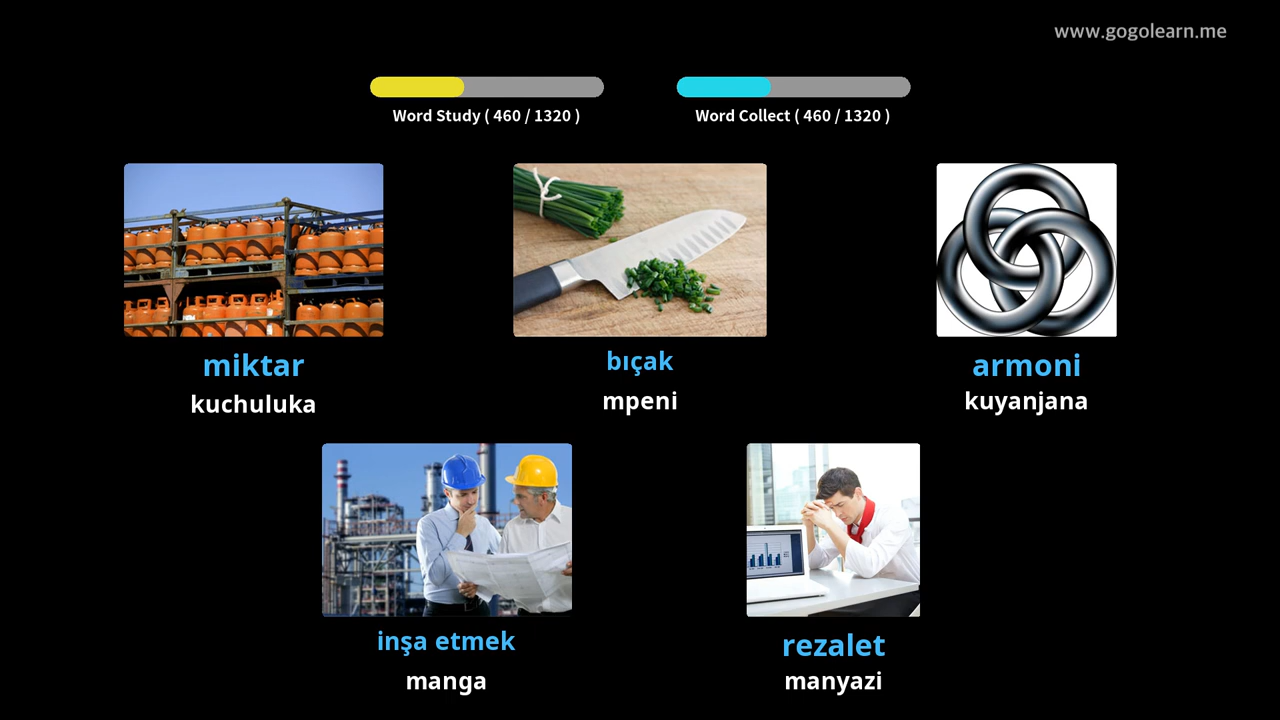 www.gogolearn.me
Word Study ( 460 / 1320 )
Word Collect ( 460 / 1320 )
miktar
kuchuluka
bıçak
mpeni
armoni
kuyanjana
inşa etmek
manga
rezalet
manyazi